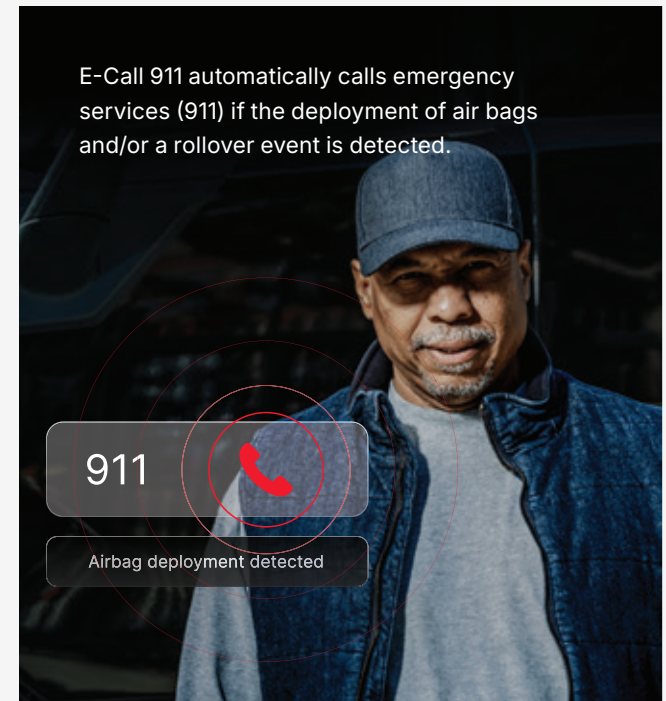 E-Call 911 automatically calls emergency
services (911) if the deployment of air bags
and/or a rollover event is detected.
911
Airbag deployment detected